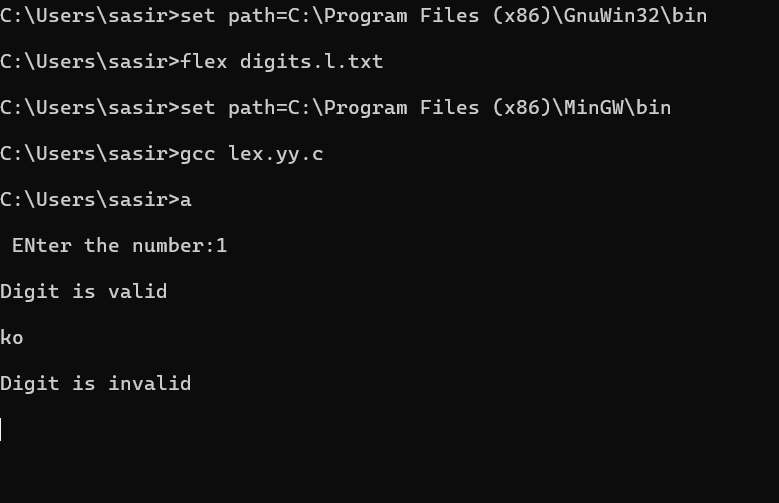 C:\Users\sasir>set path=C:\Program Files (x86)\GnuWin32\bin
C:\Users\sasir>flex digits.l.txt
C:\Users\sasir>set path=C:\Program Files (x86)\MinGW\bin
C:\Users\sasir>gcc lex.yy.c
C:\Users\sasir>a
ENter the number:1
Digit is valid
ko
Digit is invalid